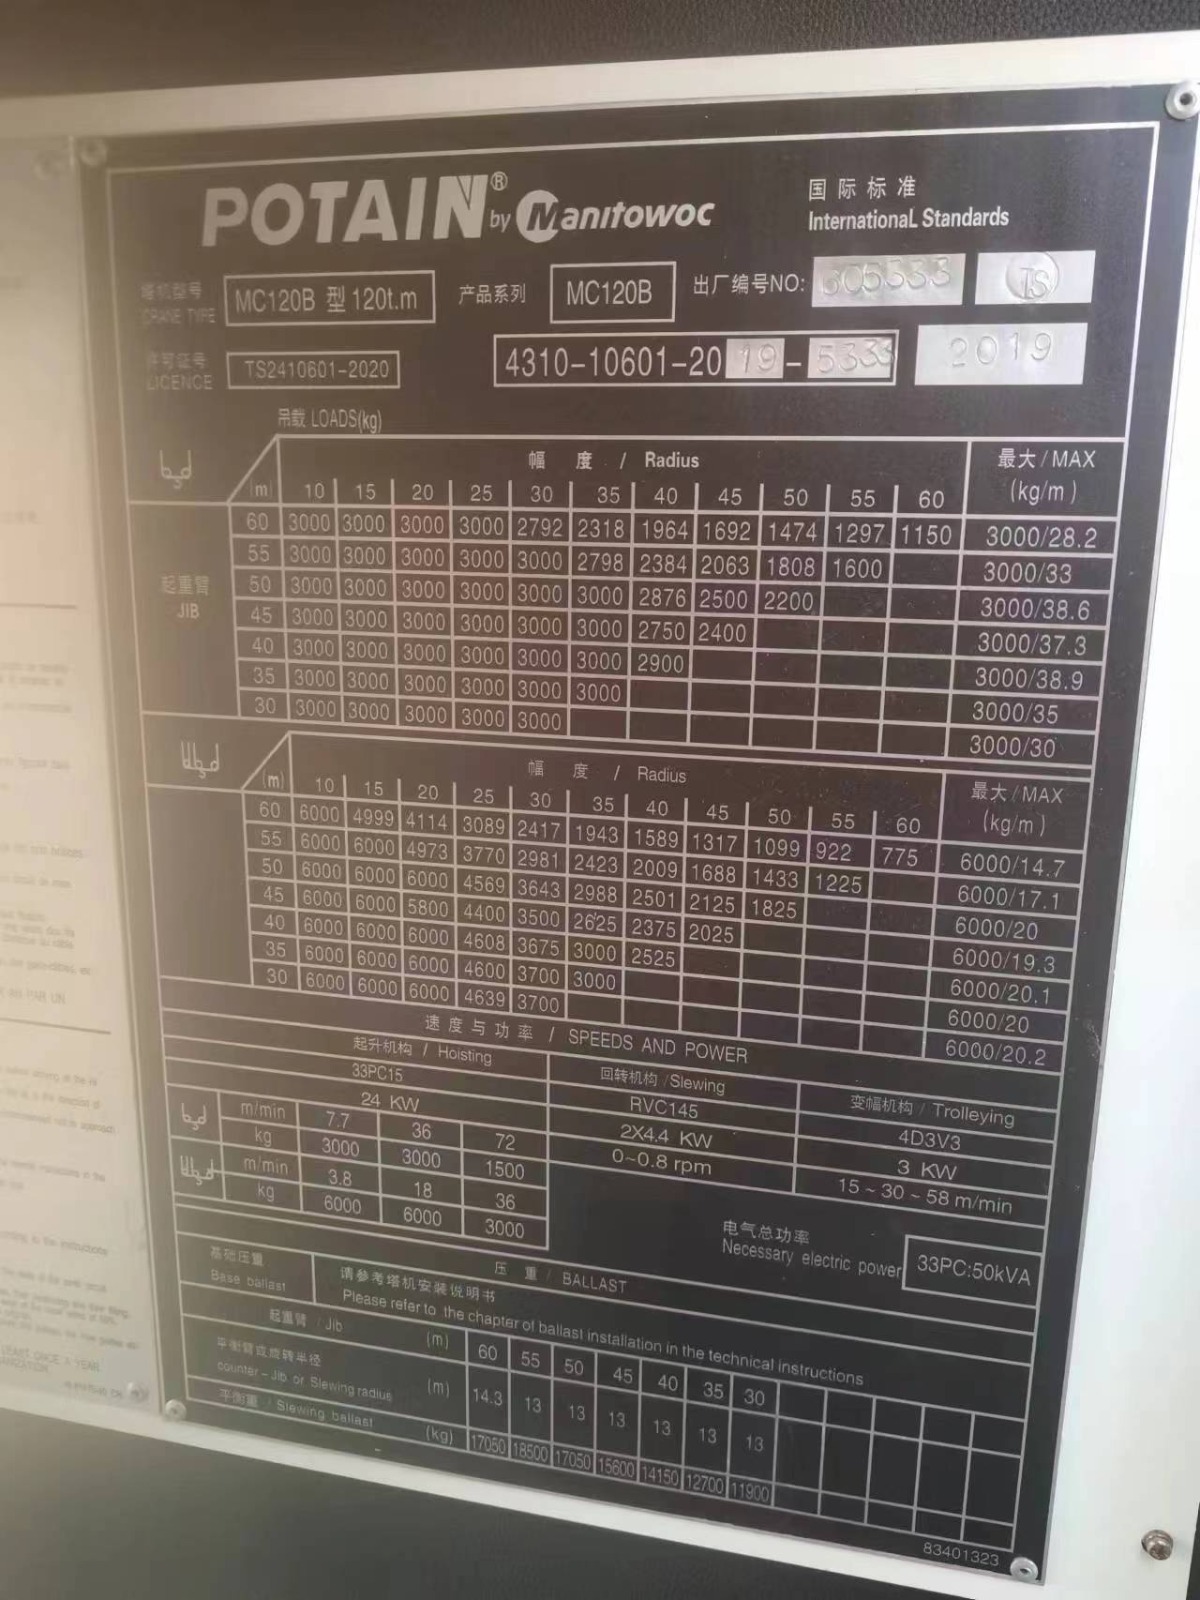 POTAIN® by Manitowoc
国际标准
International Standards
塔机型号
CRANE TYPE
MC120B 型 120t.m
产品系列
MC120B
出厂编号NO:
605333
TS
许可证号
LICENCE
TS2410601-2020
4310-10601-20 19 - 5333
2019
吊载 LOADS(kg)
幅 度 / Radius
最大/MAX
(m) 10 15 20 25 30 35 40 45 50 55 60 (kg/m)
起重臂
JIB
60 3000 3000 3000 3000 2792 2318 1964 1692 1474 1297 1150 3000/28.2
55 3000 3000 3000 3000 3000 2798 2384 2063 1808 1600 3000/33
50 3000 3000 3000 3000 3000 3000 2876 2500 2200 3000/38.6
45 3000 3000 3000 3000 3000 3000 2750 2400 3000/37.3
40 3000 3000 3000 3000 3000 3000 2900 3000/38.9
35 3000 3000 3000 3000 3000 3000 3000/35
30 3000 3000 3000 3000 3000 3000/30
幅 度 / Radius
最大/MAX
(m) 10 15 20 25 30 35 40 45 50 55 60 (kg/m)
60 6000 4999 4114 3089 2417 1943 1589 1317 1099 922 775 6000/14.7
55 6000 6000 4973 3770 2981 2423 2009 1688 1433 1225 6000/17.1
50 6000 6000 6000 4569 3643 2988 2501 2125 1825 6000/20
45 6000 6000 5800 4400 3500 2625 2375 2025 6000/19.3
40 6000 6000 6000 4608 3675 3000 2525 6000/20.1
35 6000 6000 6000 4600 3700 3000 6000/20
30 6000 6000 6000 4639 3700 6000/20.2
速度与功率 / SPEEDS AND POWER
起升机构 / Hoisting
33PC15
24 KW
m/min 7.7 36 72
kg 3000 3000 1500
m/min 3.8 18 36
kg 6000 6000 3000
回转机构 /Slewing
RVC145
2X4.4 KW
0~0.8 rpm
变幅机构 / Trolleying
4D3V3
3 KW
15 ~ 30 ~ 58 m/min
电气总功率
Necessary electric power
33PC:50kVA
压 重 / BALLAST
基础压重
Base ballast
请参考塔机安装说明书
Please refer to the chapter of ballast installation in the technical instructions
起重臂 / Jib (m) 60 55 50 45 40 35 30
平衡臂或旋转半径
counter-Jib or Slewing radius (m) 14.3 13 13 13 13 13 13
平衡重 / Slewing ballast (kg) 17050 18500 17050 15600 14150 12700 11900
83401323